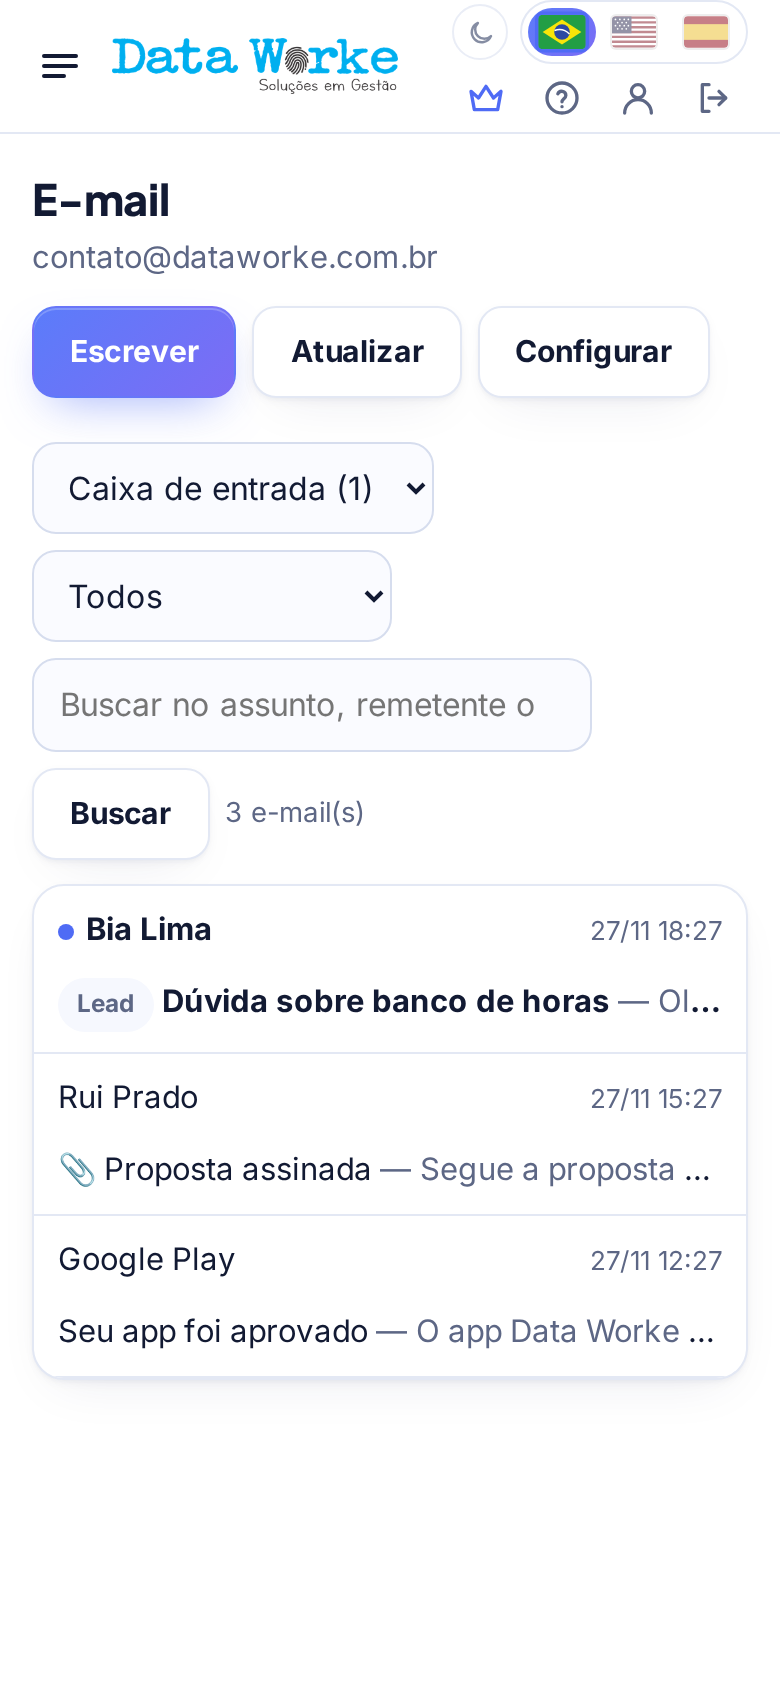 Data Worke
Soluções em Gestão
E-mail
contato@dataworke.com.br
Escrever Atualizar Configurar
Caixa de entrada (1)
Todos
Buscar no assunto, remetente o
Buscar 3 e-mail(s)
Bia Lima 27/11 18:27
Lead Dúvida sobre banco de horas — Ol...
Rui Prado 27/11 15:27
Proposta assinada — Segue a proposta ...
Google Play 27/11 12:27
Seu app foi aprovado — O app Data Worke ...